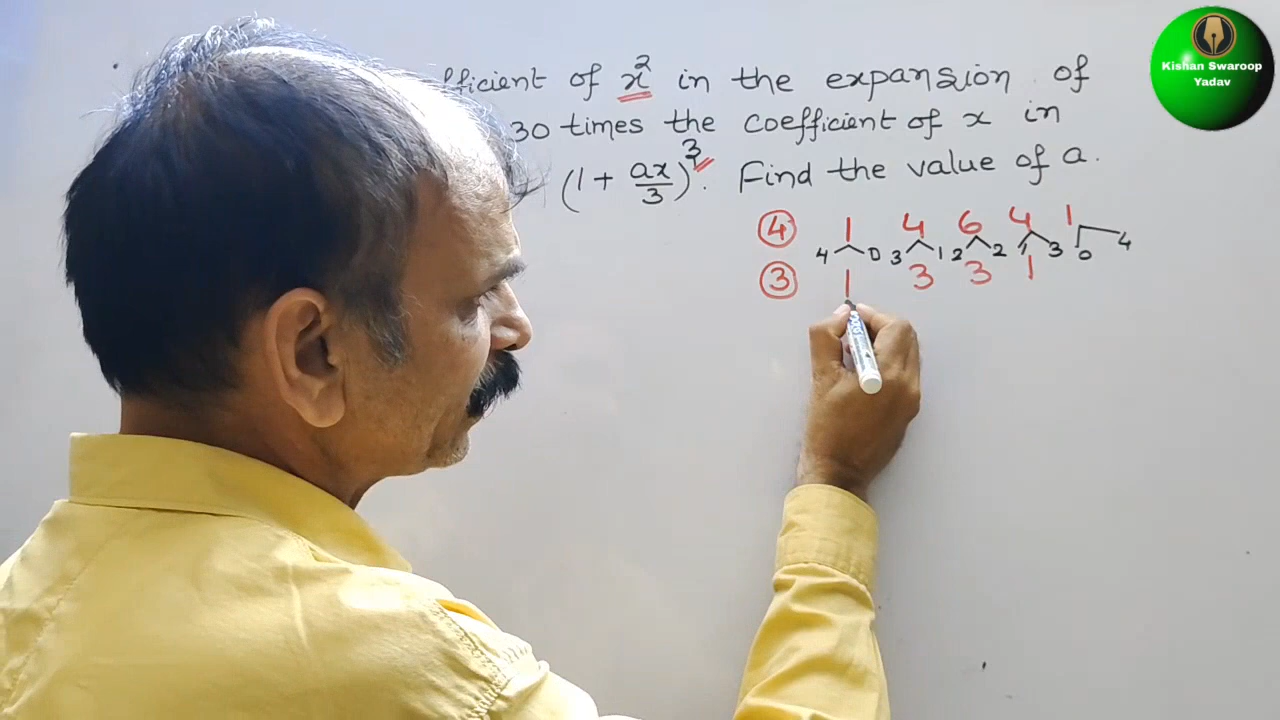 fficient of x² in the expansion of
30 times the coefficient of x in
(1 + ax/3)³. Find the value of a.
④ 1 4 6 4 1
4 0 3 1 2 2 1 3 0 4
③ 1 3 3 1
Kishan Swaroop
Yadav